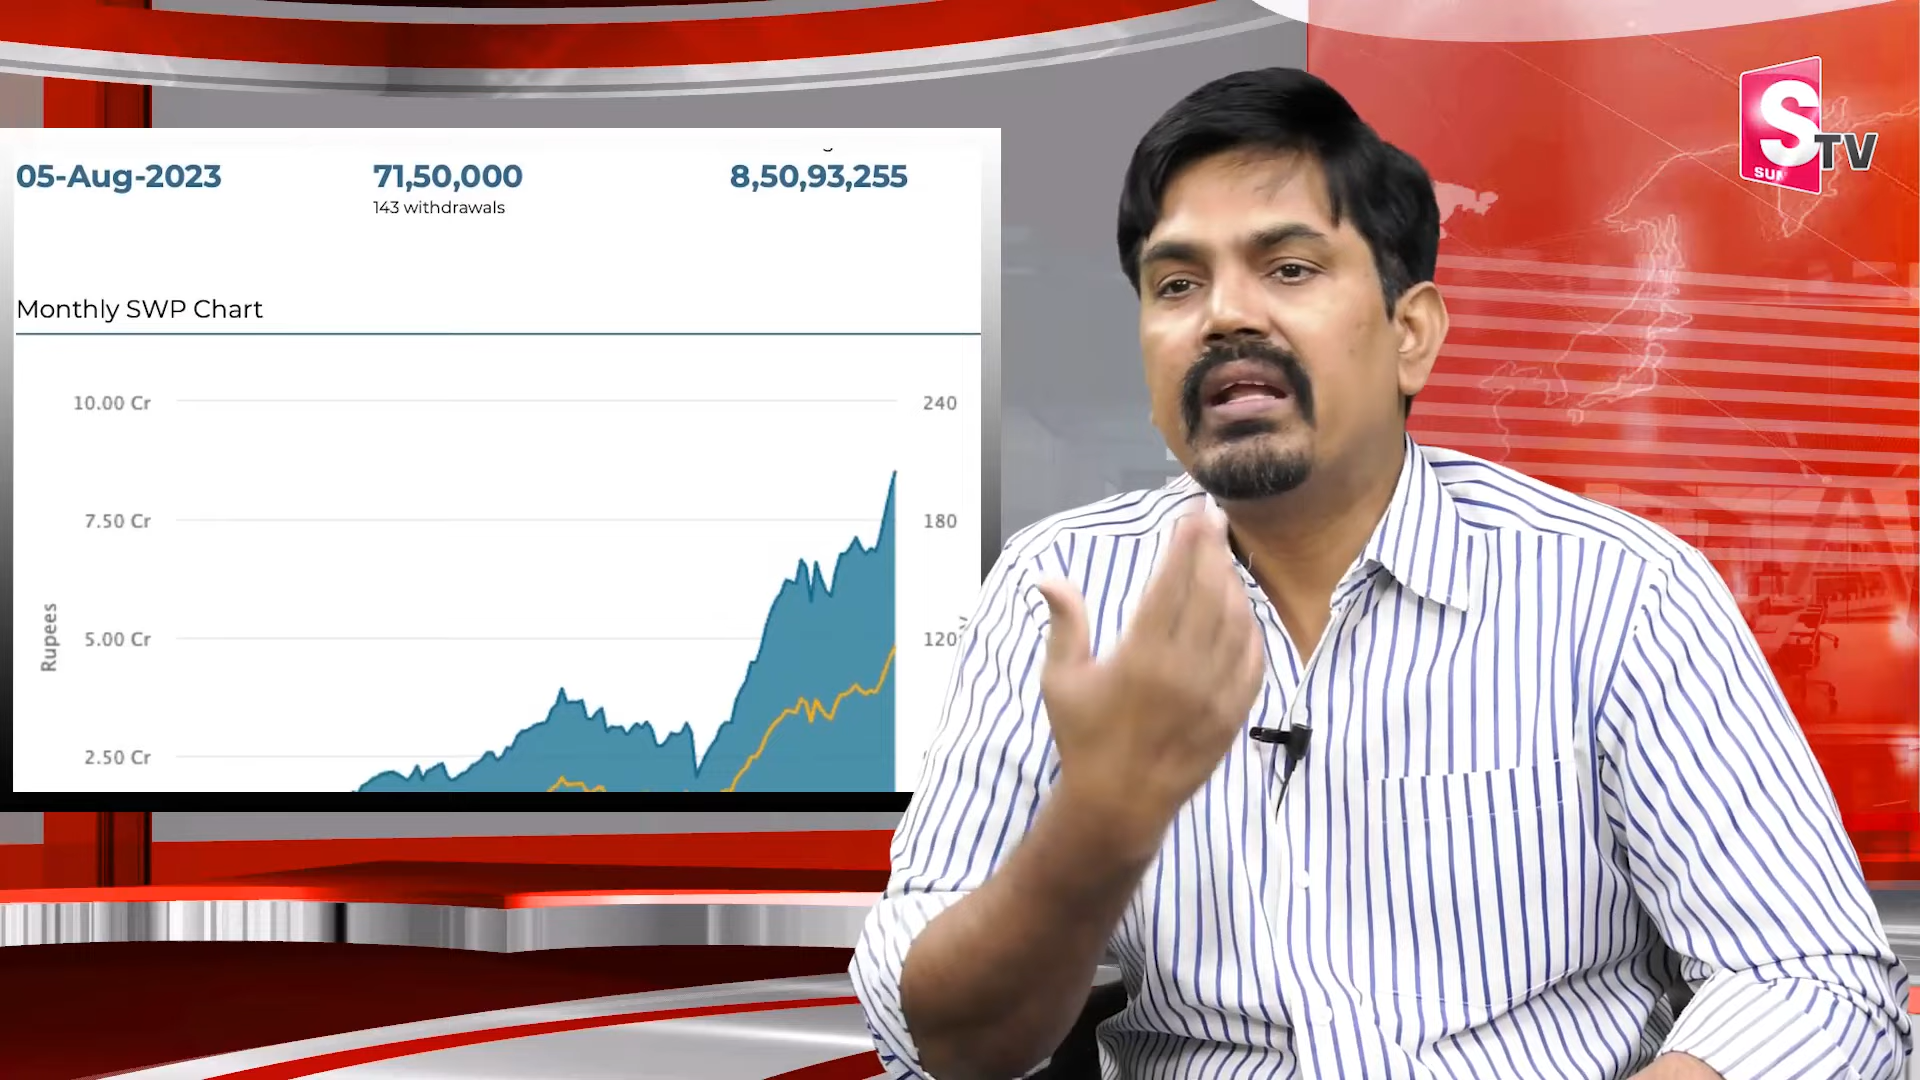 05-Aug-2023 71,50,000 8,50,93,255
143 withdrawals
Monthly SWP Chart
10.00 Cr 240
7.50 Cr 180
5.00 Cr 120
2.50 Cr
Rupees
S TV
SUMAN